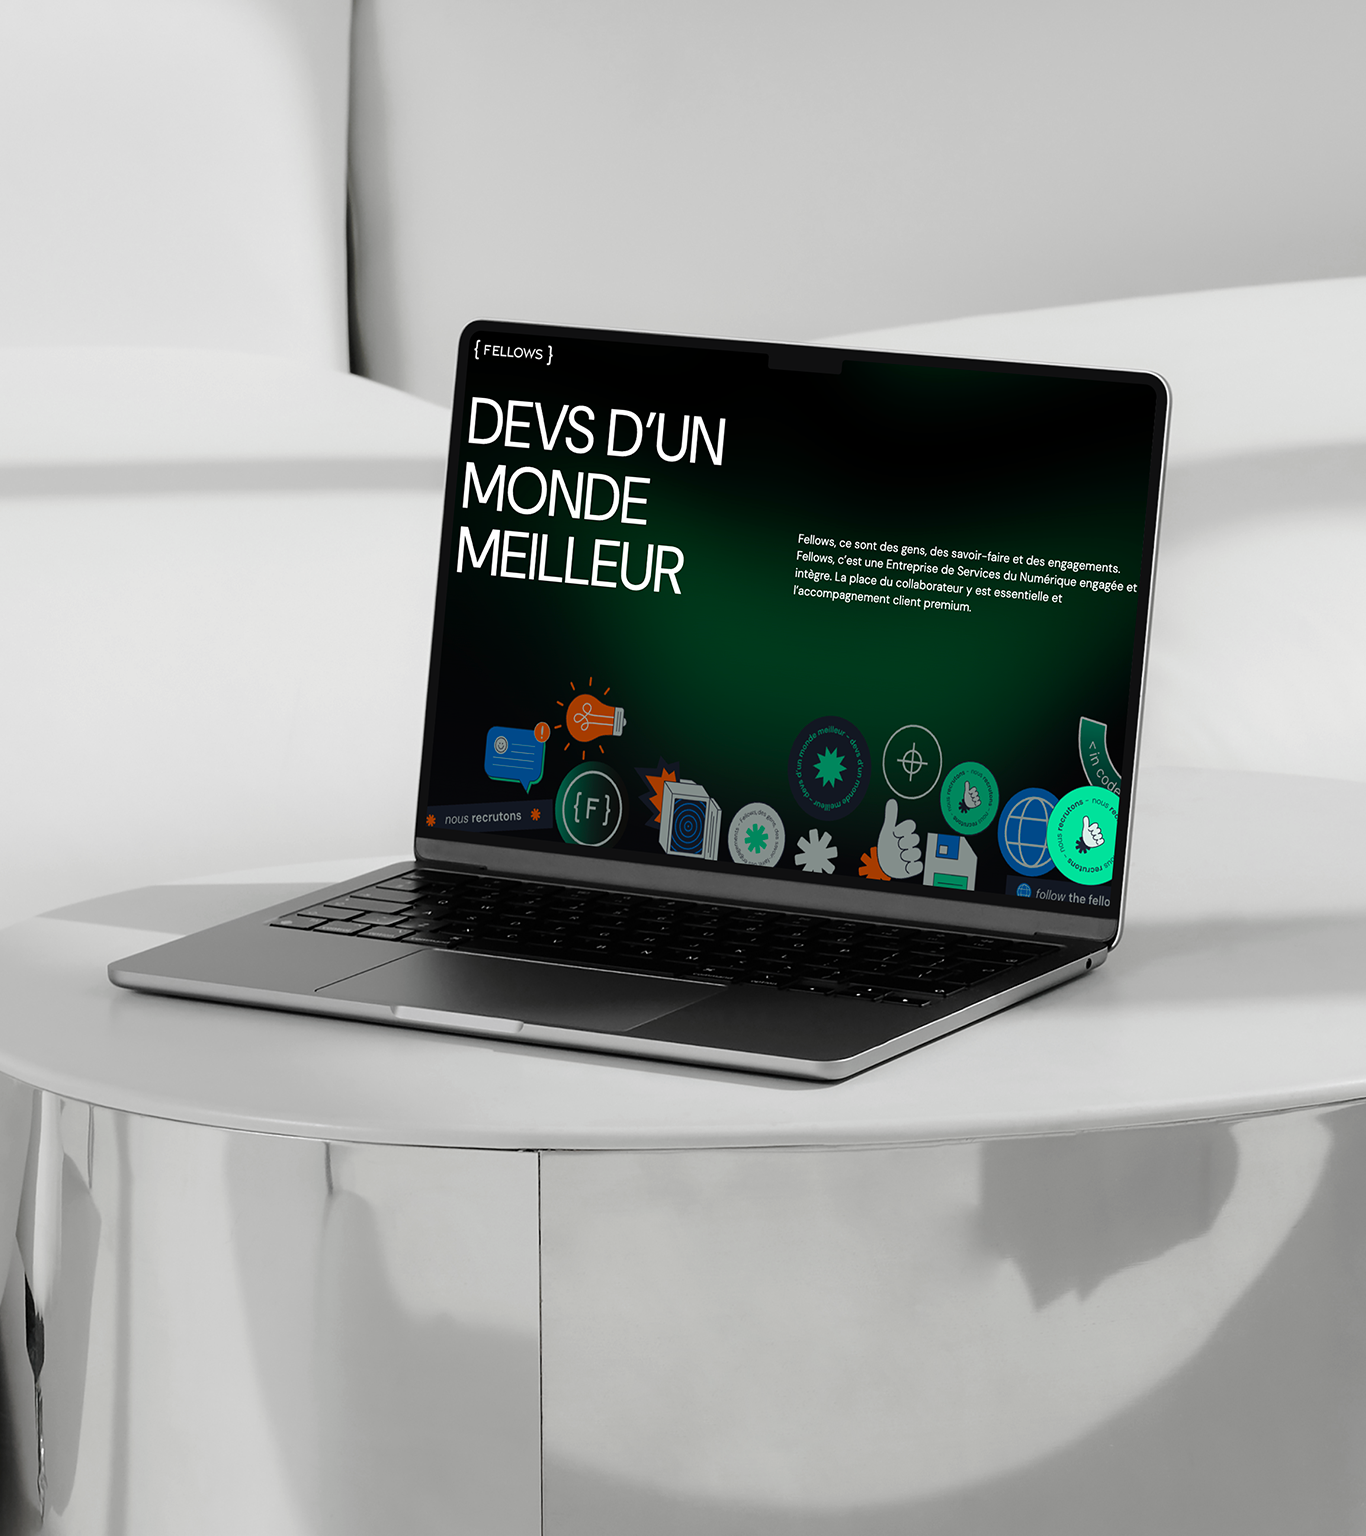 { FELLOWS }
DEVS D’UN
MONDE
MEILLEUR
Fellows, ce sont des gens, des savoir-faire et des engagements.
Fellows, c’est une Entreprise de Services du Numérique engagée et
intègre. La place du collaborateur y est essentielle et
l’accompagnement client premium.
nous recrutons
{F}
devs d'un monde meilleur - devs d'un monde meilleur -
nous recrutons - nous recrutons
<in code
nous recrutons - nous recrutons
follow the fello